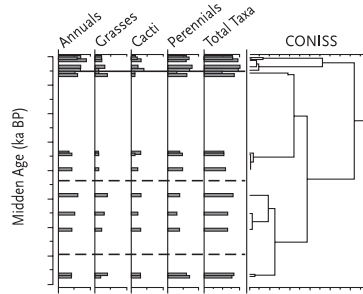 Annuals
Grasses
Cacti
Perennials
Total Taxa
CONISS
Midden Age (ka BP)